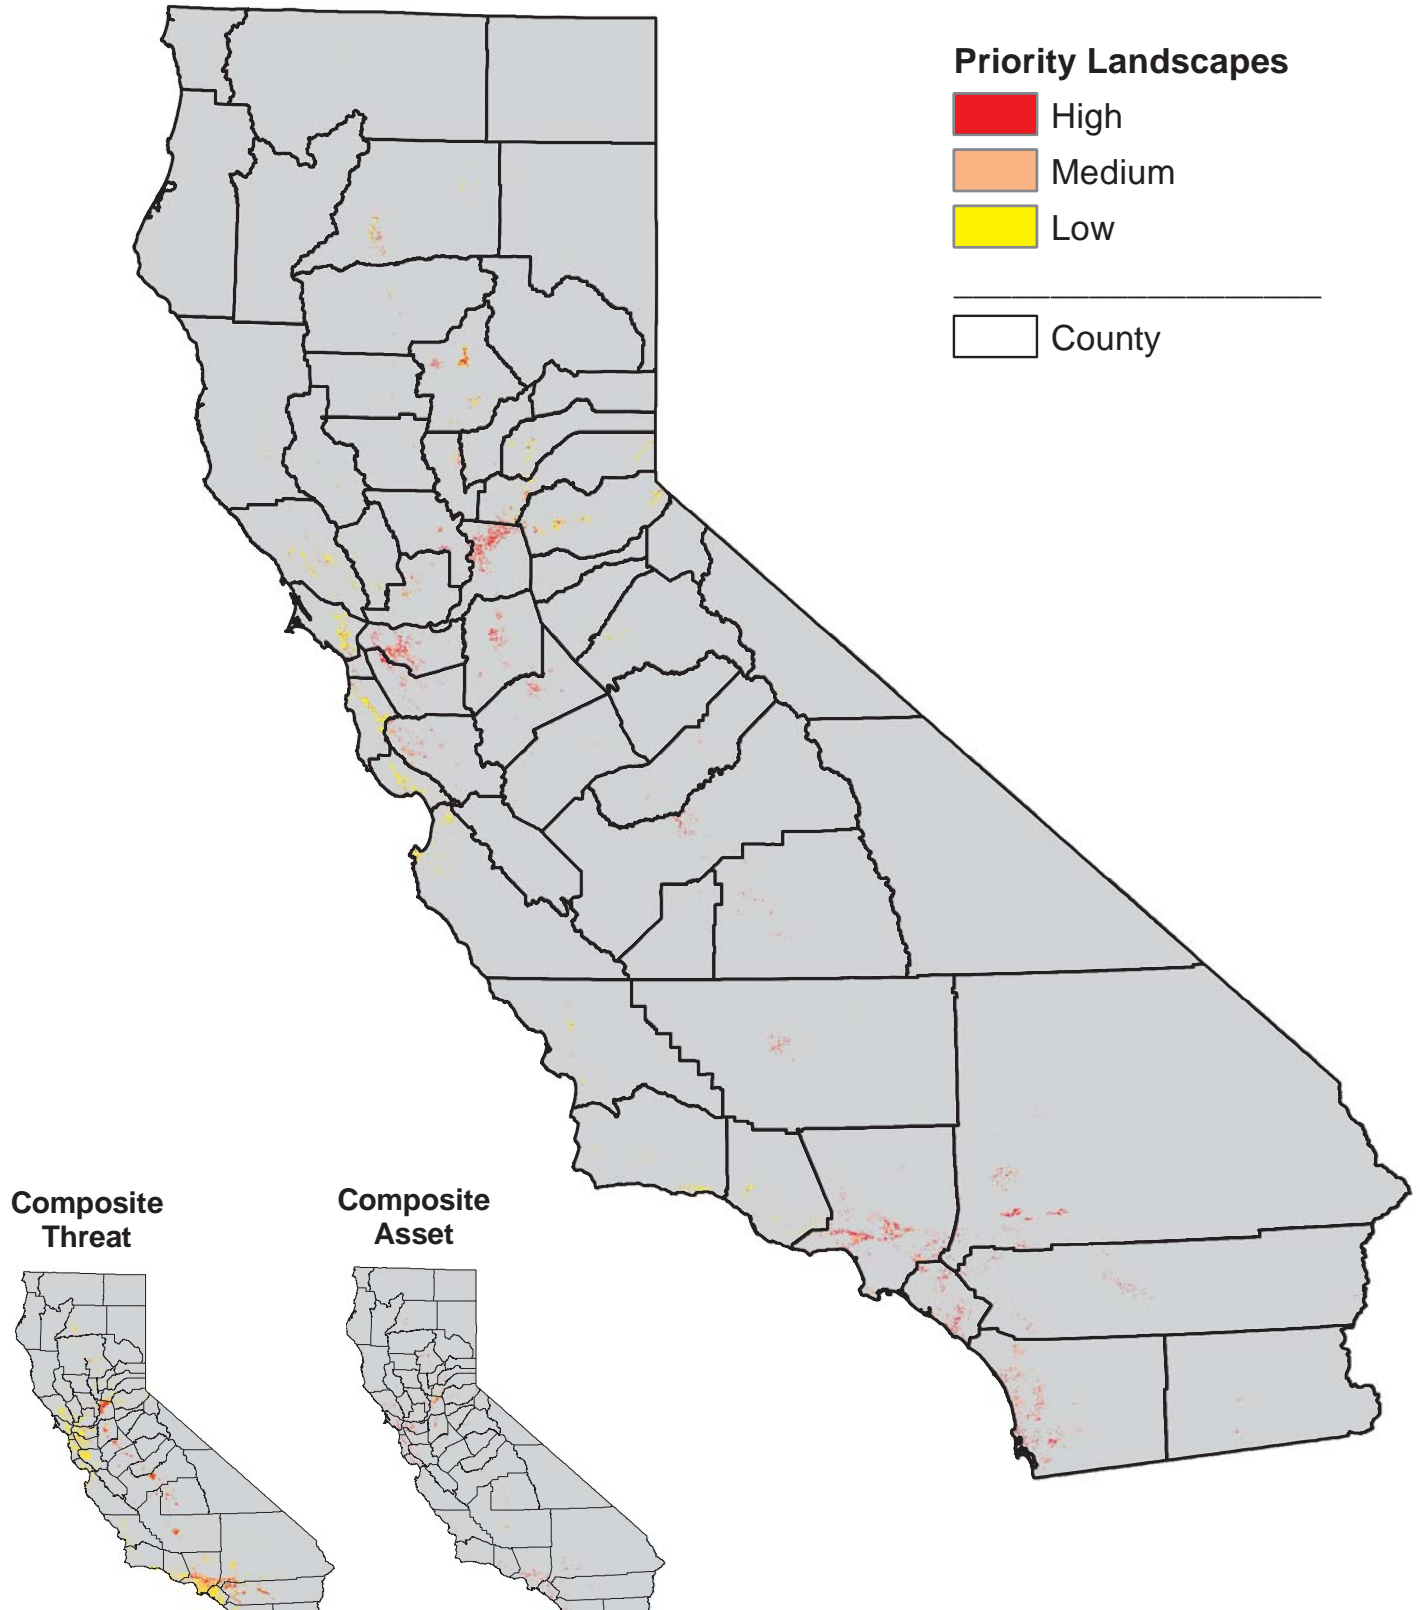 Priority Landscapes
High
Medium
Low
County
Composite
Threat
Composite
Asset